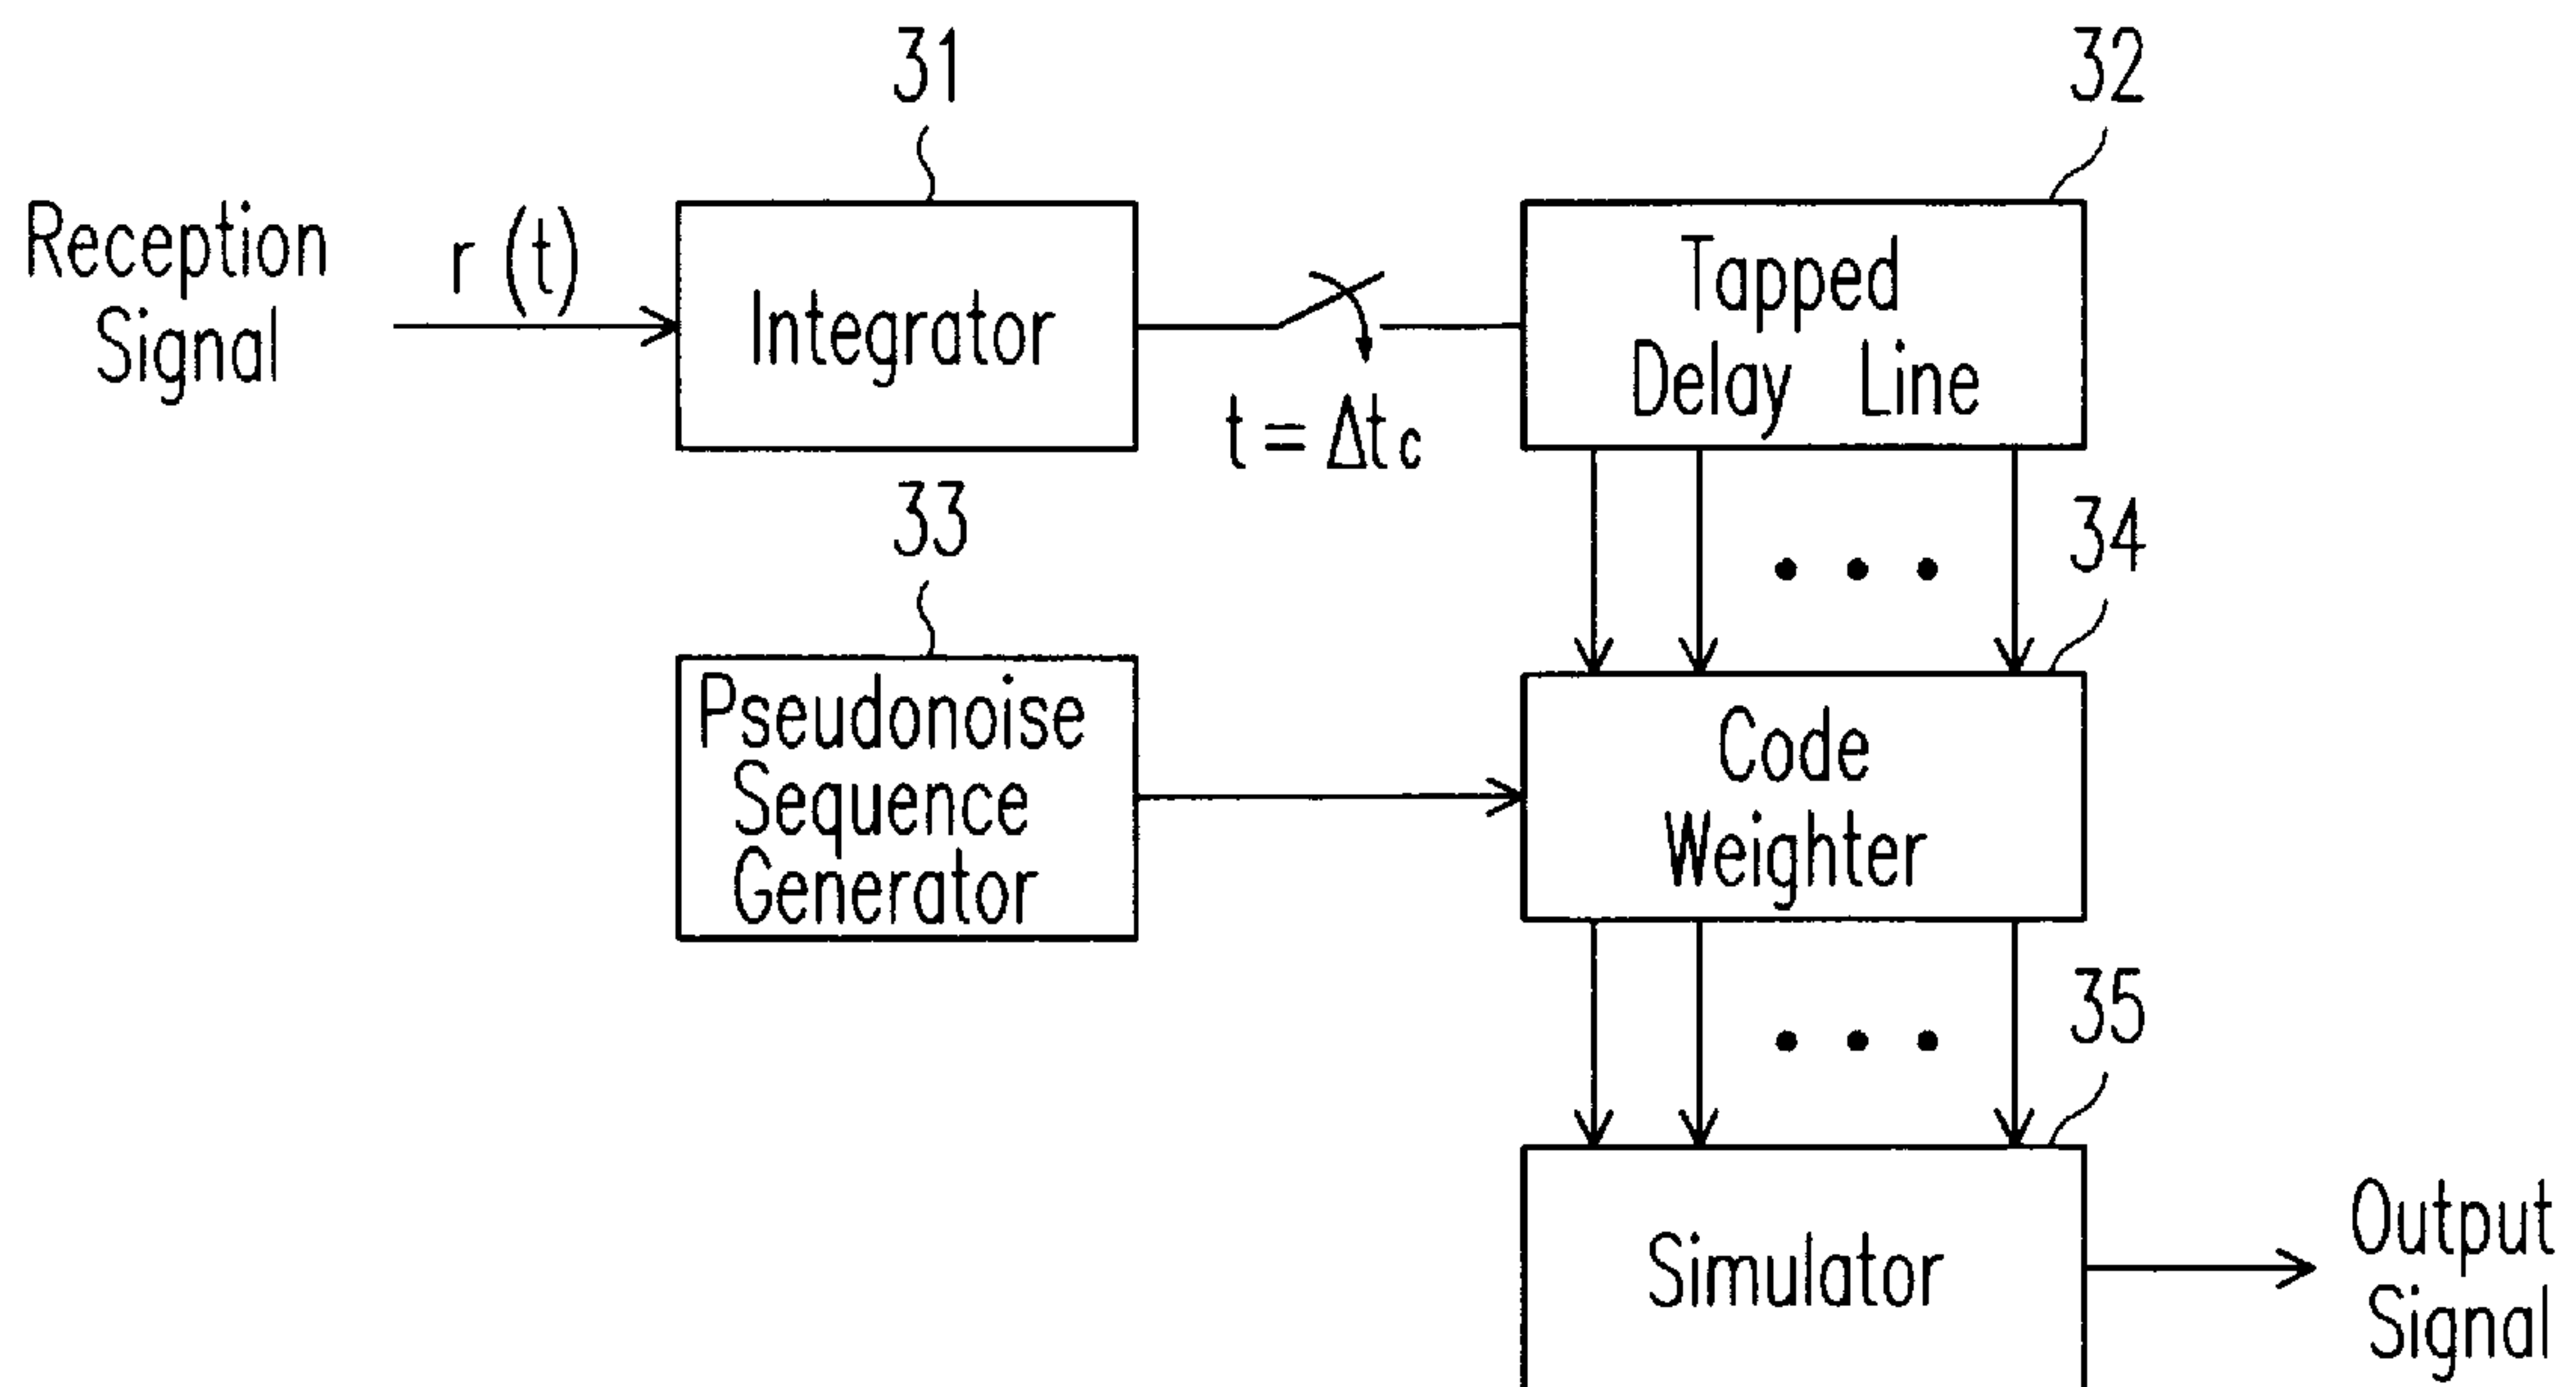 31
32
Reception
Signal
r (t)
Integrator
t = Δtc
Tapped
Delay Line
33
34
Pseudonoise
Sequence
Generator
Code
Weighter
35
Simulator
Output
Signal